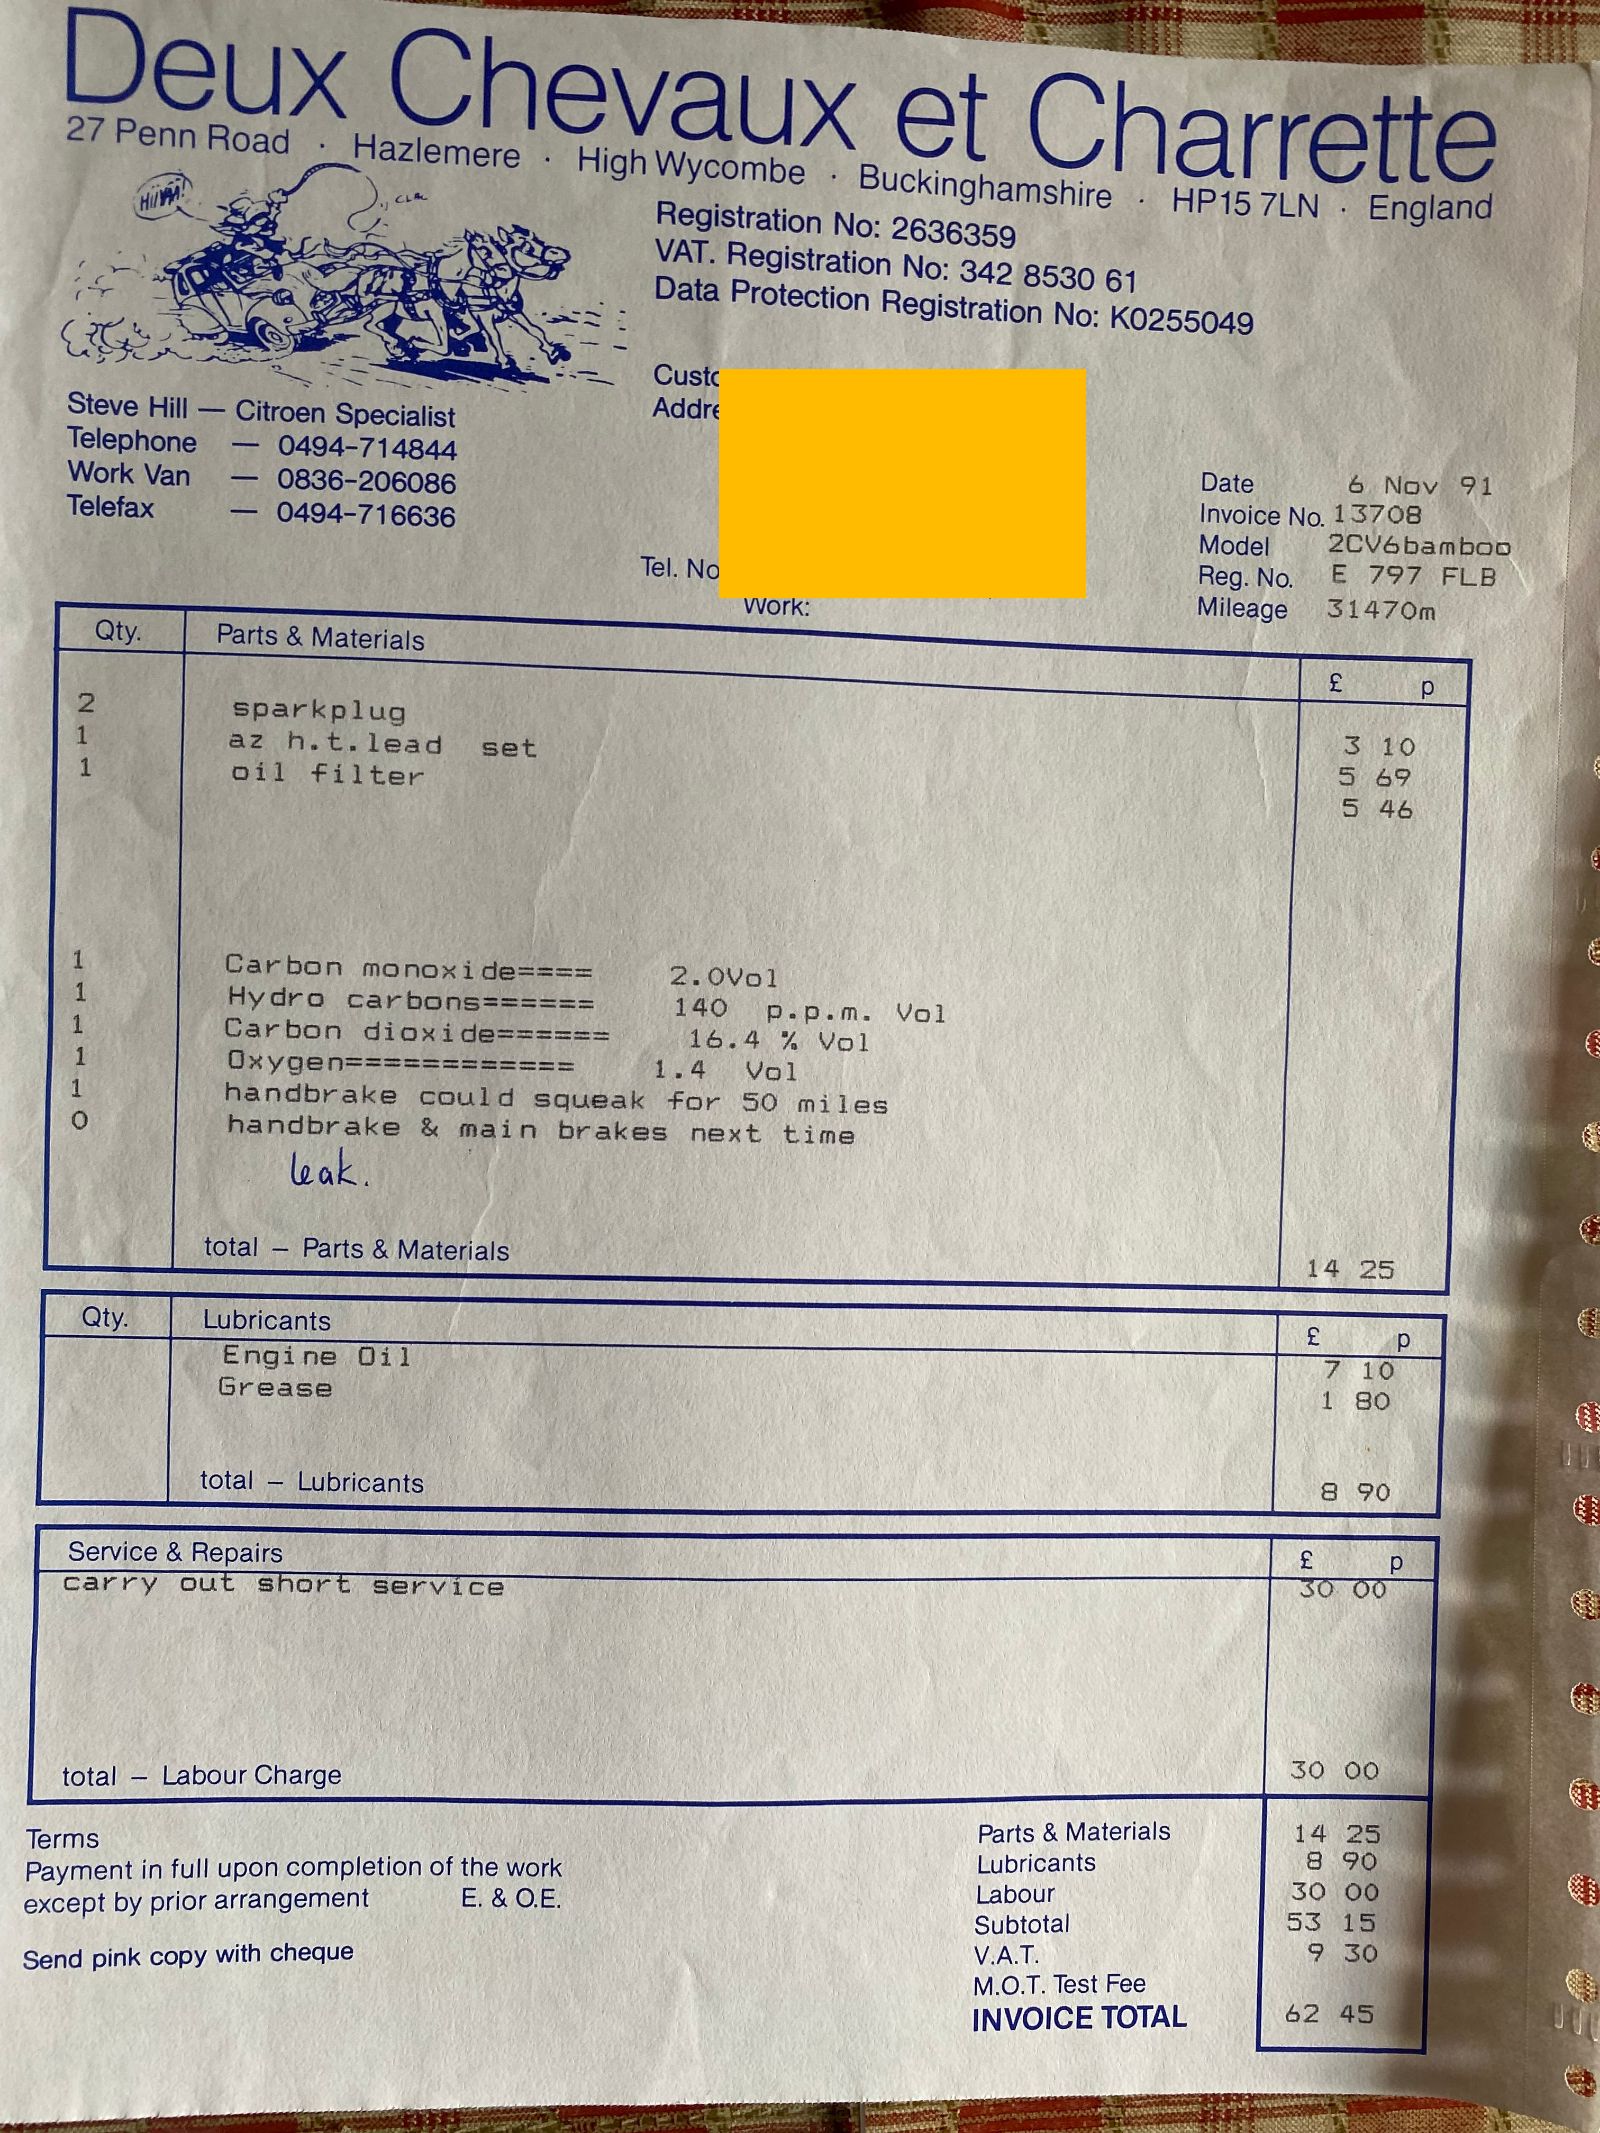 Deux Chevaux et Charrette
27 Penn Road · Hazlemere · High Wycombe · Buckinghamshire · HP15 7LN · England
Registration No: 2636359
VAT. Registration No: 342 8530 61
Data Protection Registration No: K0255049
Steve Hill — Citroen Specialist
Telephone — 0494-714844
Work Van — 0836-206086
Telefax — 0494-716636
Tel. No
Work:
Date 6 Nov 91
Invoice No. 13708
Model 2CV6bamboo
Reg. No. E 797 FLB
Mileage 31470m
Qty. Parts & Materials £ p
2 sparkplug 3 10
1 az h.t.lead set 5 69
1 oil filter 5 46
1 Carbon monoxide==== 2.0Vol
1 Hydro carbons====== 140 p.p.m. Vol
1 Carbon dioxide====== 16.4 % Vol
1 Oxygen============ 1.4 Vol
1 handbrake could squeak for 50 miles
0 handbrake & main brakes next time
leak.
total – Parts & Materials 14 25
Qty. Lubricants £ p
Engine Oil 7 10
Grease 1 80
total – Lubricants 8 90
Service & Repairs £ p
carry out short service 30 00
total – Labour Charge 30 00
Terms
Payment in full upon completion of the work
except by prior arrangement E. & O.E.
Send pink copy with cheque
Parts & Materials 14 25
Lubricants 8 90
Labour 30 00
Subtotal 53 15
V.A.T. 9 30
M.O.T. Test Fee
INVOICE TOTAL 62 45